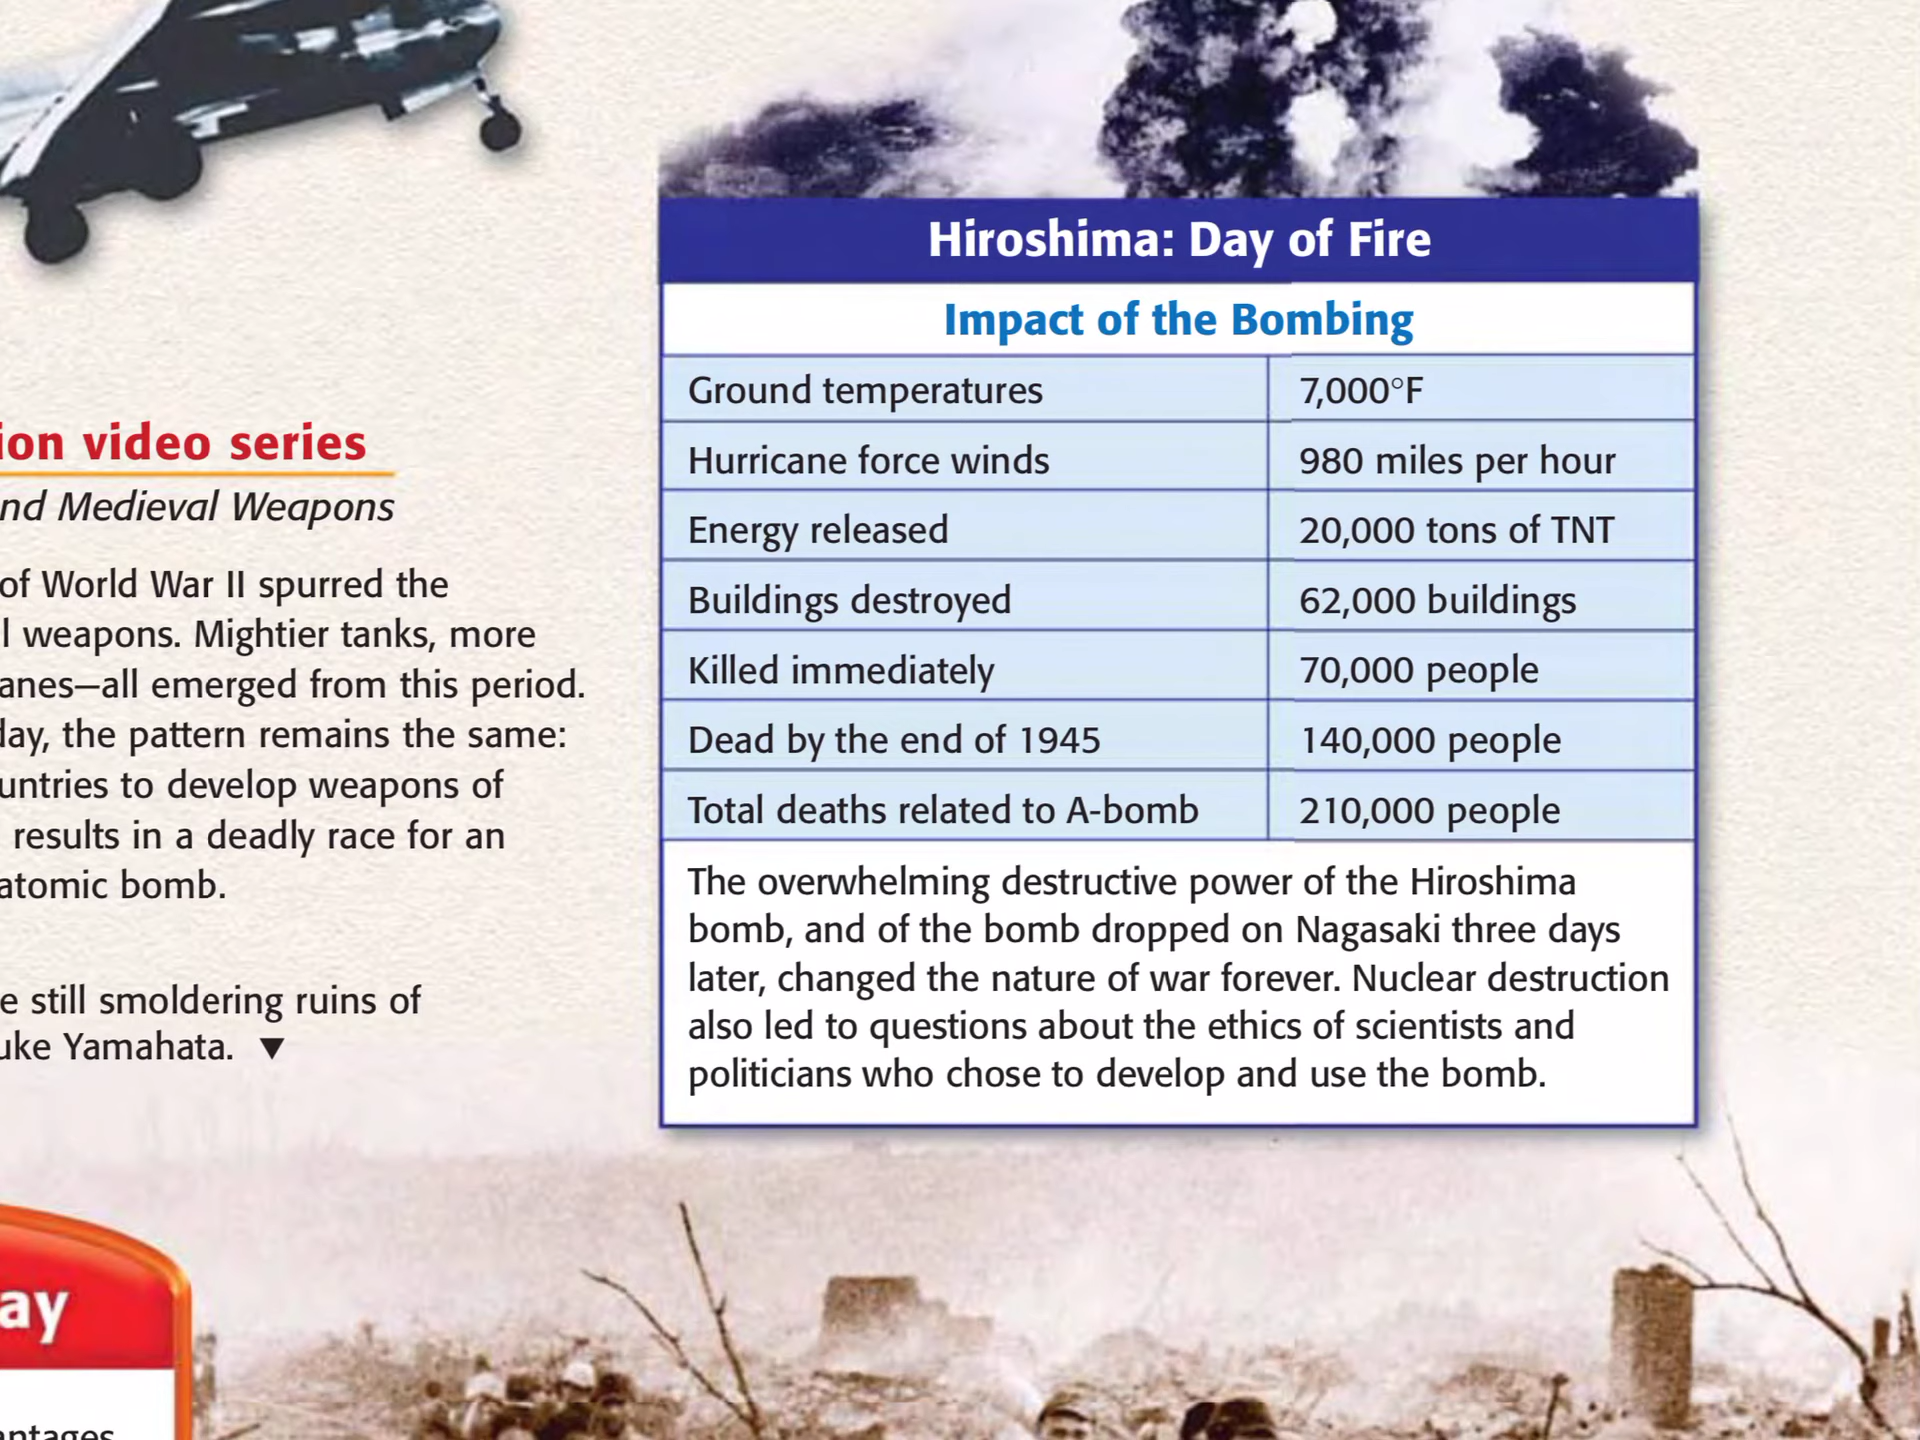 ion video series
nd Medieval Weapons
of World War II spurred the
l weapons. Mightier tanks, more
anes—all emerged from this period.
day, the pattern remains the same:
untries to develop weapons of
results in a deadly race for an
atomic bomb.
e still smoldering ruins of
uke Yamahata. ▼
ay
antages
Hiroshima: Day of Fire
Impact of the Bombing
Ground temperatures 7,000°F
Hurricane force winds 980 miles per hour
Energy released 20,000 tons of TNT
Buildings destroyed 62,000 buildings
Killed immediately 70,000 people
Dead by the end of 1945 140,000 people
Total deaths related to A-bomb 210,000 people
The overwhelming destructive power of the Hiroshima
bomb, and of the bomb dropped on Nagasaki three days
later, changed the nature of war forever. Nuclear destruction
also led to questions about the ethics of scientists and
politicians who chose to develop and use the bomb.